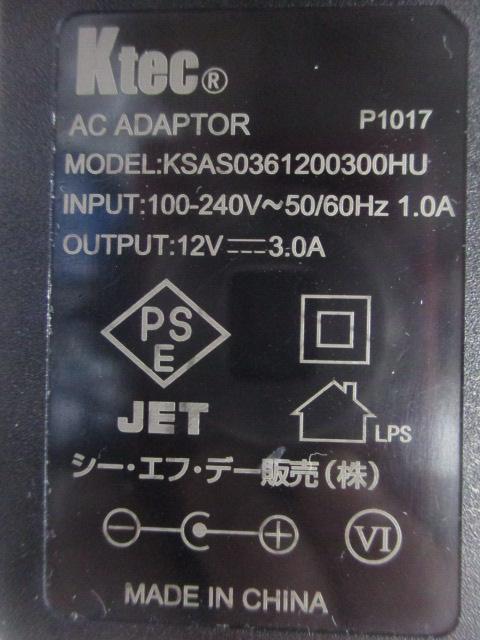 Ktec®
AC ADAPTOR P1017
MODEL:KSAS0361200300HU
INPUT:100-240V~50/60Hz 1.0A
OUTPUT:12V⎓3.0A
PS
E
JET
LPS
シー・エフ・デー販売(株)
VI
MADE IN CHINA